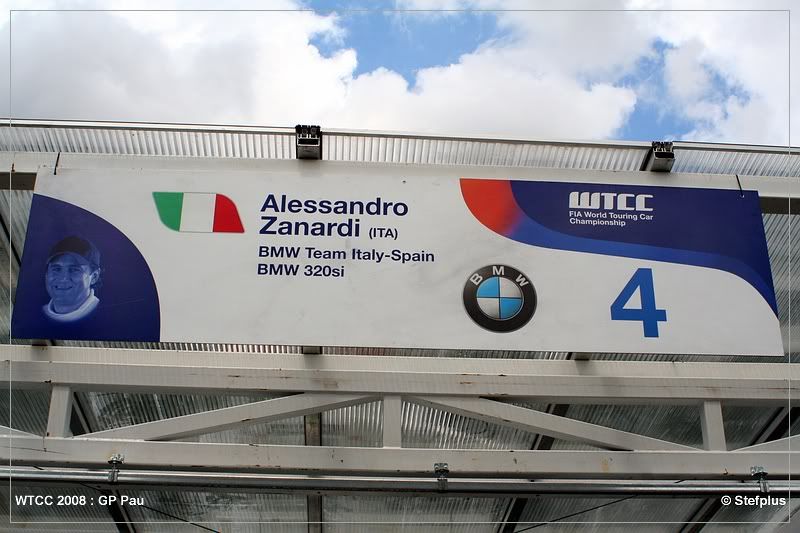 Alessandro
Zanardi (ITA)
BMW Team Italy-Spain
BMW 320si
WTCC
FIA World Touring Car
Championship
BMW
4
WTCC 2008 : GP Pau
© Stefplus